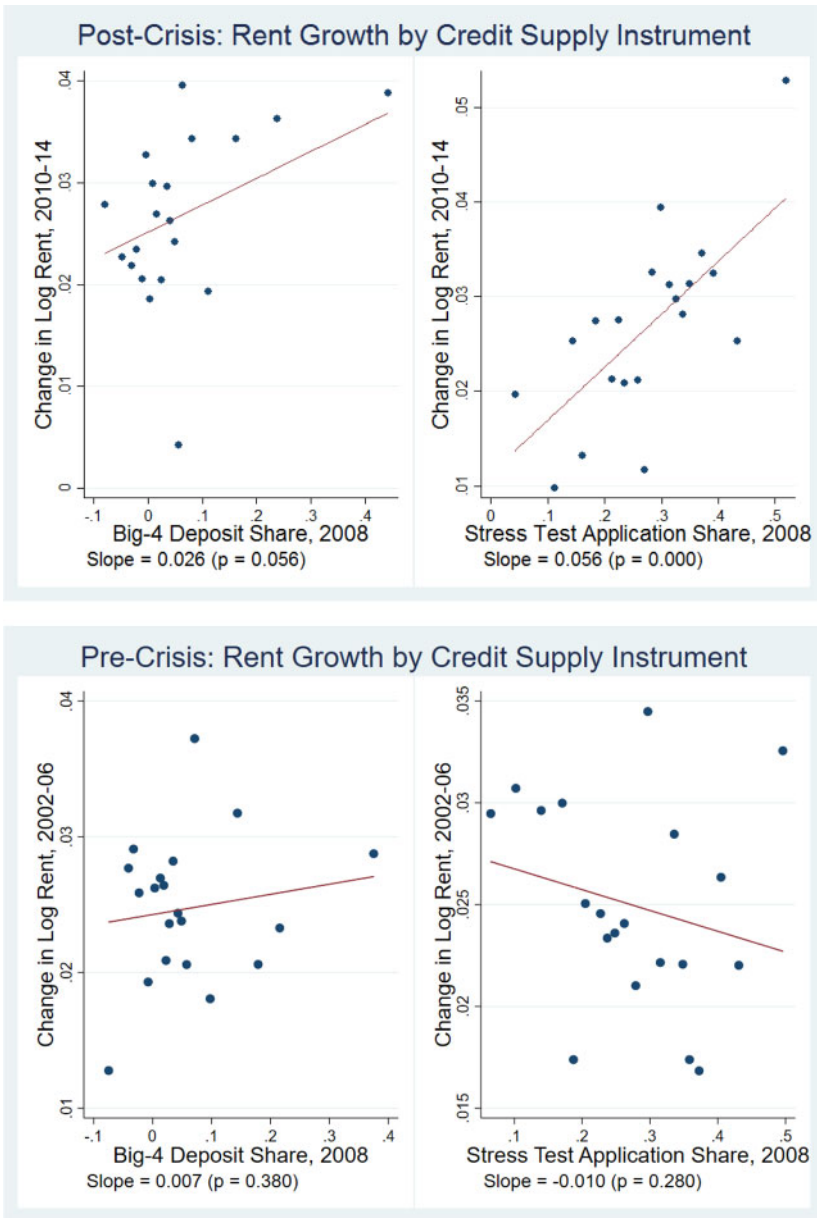 Post-Crisis: Rent Growth by Credit Supply Instrument
Change in Log Rent, 2010-14
.04
.03
.02
.01
0
-.1 0 .1 .2 .3 .4
Big-4 Deposit Share, 2008
Slope = 0.026 (p = 0.056)
Change in Log Rent, 2010-14
.05
.04
.03
.02
.01
0 .1 .2 .3 .4 .5
Stress Test Application Share, 2008
Slope = 0.056 (p = 0.000)
Pre-Crisis: Rent Growth by Credit Supply Instrument
Change in Log Rent, 2002-06
.04
.03
.02
.01
-.1 0 .1 .2 .3 .4
Big-4 Deposit Share, 2008
Slope = 0.007 (p = 0.380)
Change in Log Rent, 2002-06
.035
.03
.025
.02
.015
.1 .2 .3 .4 .5
Stress Test Application Share, 2008
Slope = -0.010 (p = 0.280)